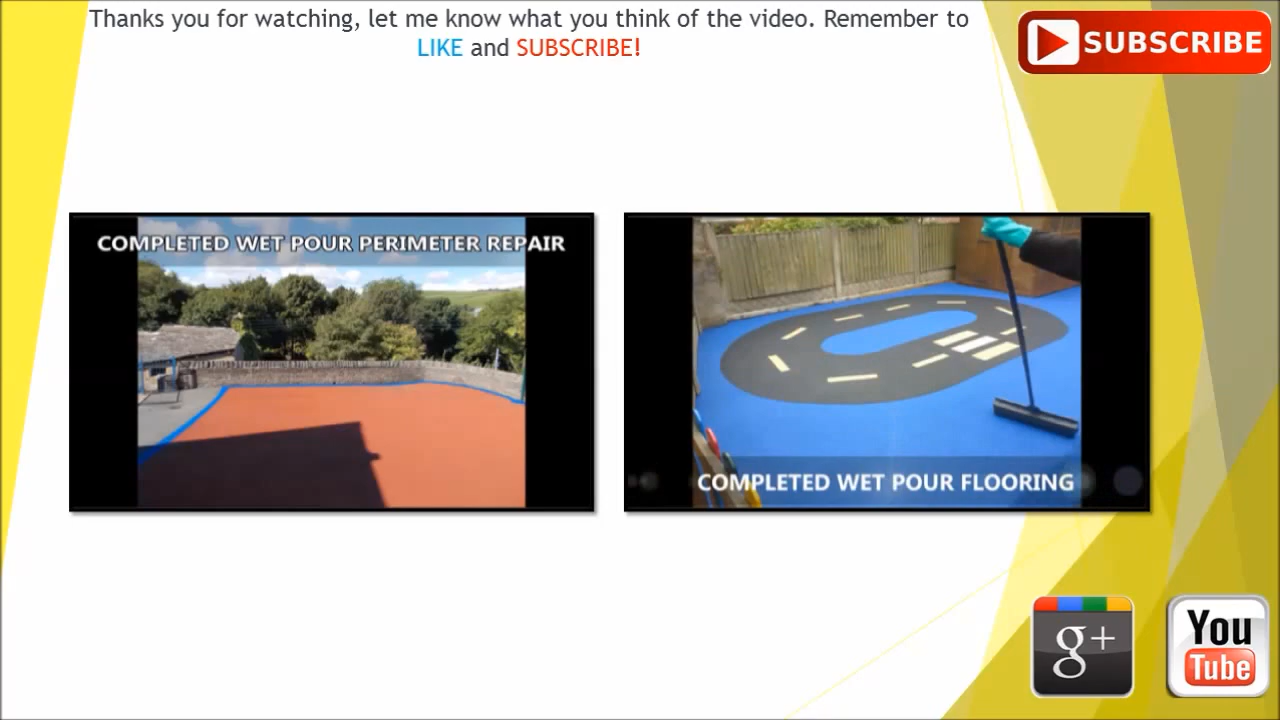 Thanks you for watching, let me know what you think of the video. Remember to
LIKE and SUBSCRIBE!
SUBSCRIBE
COMPLETED WET POUR PERIMETER REPAIR
COMPLETED WET POUR FLOORING
g+
You
Tube